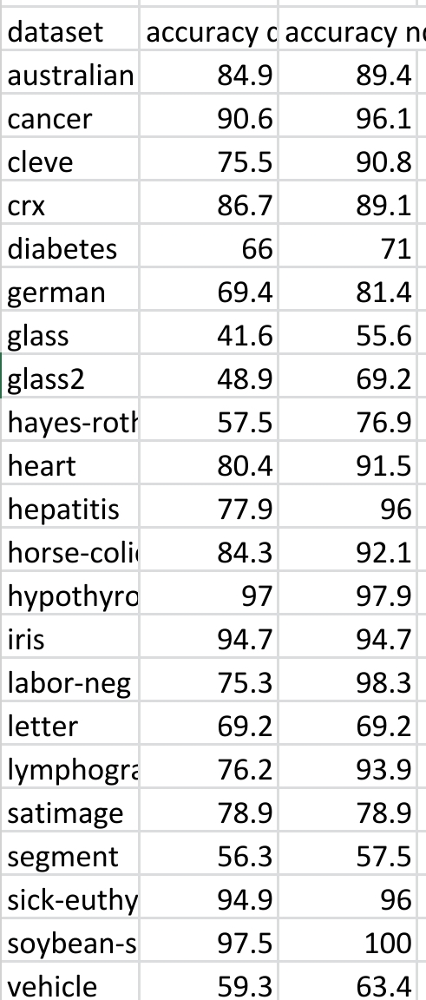 dataset accuracy accuracy
australian 84.9 89.4
cancer 90.6 96.1
cleve 75.5 90.8
crx 86.7 89.1
diabetes 66 71
german 69.4 81.4
glass 41.6 55.6
glass2 48.9 69.2
hayes-roth 57.5 76.9
heart 80.4 91.5
hepatitis 77.9 96
horse-colic 84.3 92.1
hypothyro 97 97.9
iris 94.7 94.7
labor-neg 75.3 98.3
letter 69.2 69.2
lymphogra 76.2 93.9
satimage 78.9 78.9
segment 56.3 57.5
sick-euthy 94.9 96
soybean-s 97.5 100
vehicle 59.3 63.4